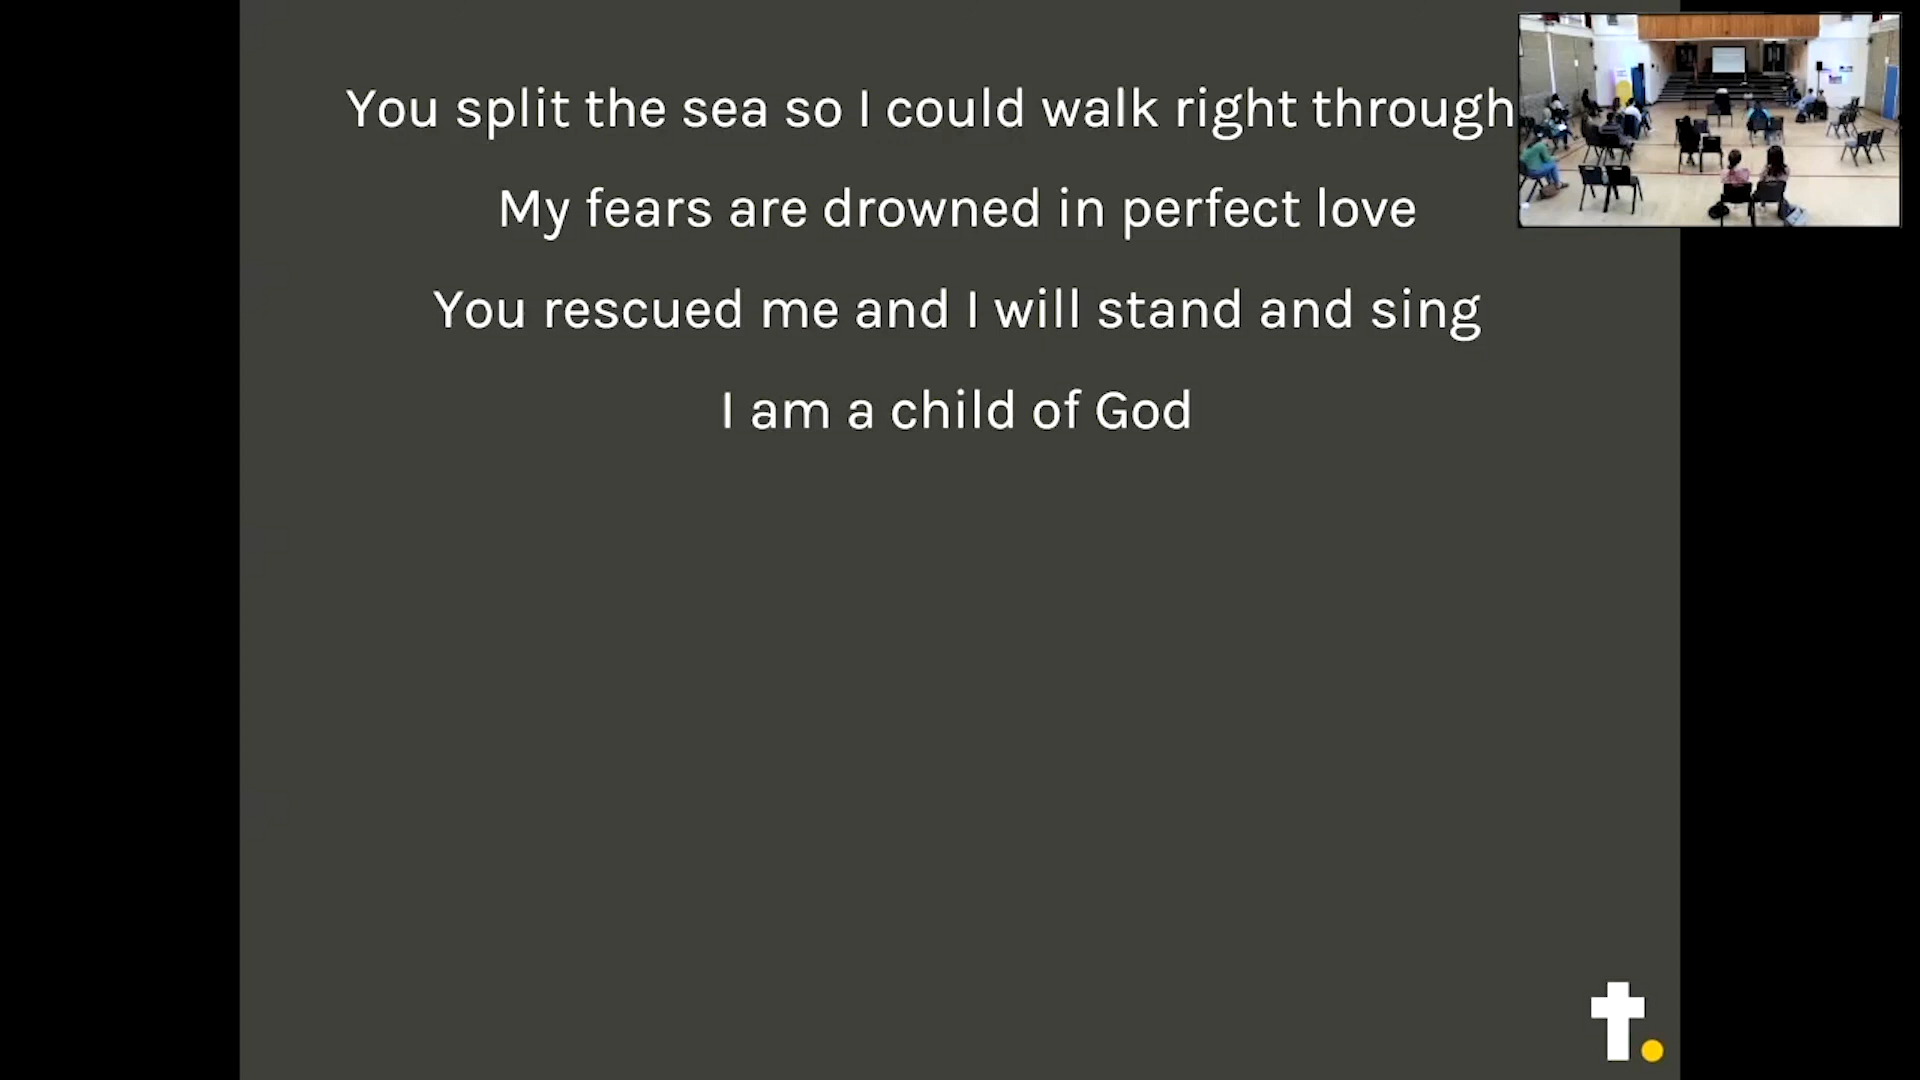 You split the sea so I could walk right through
My fears are drowned in perfect love
You rescued me and I will stand and sing
I am a child of God